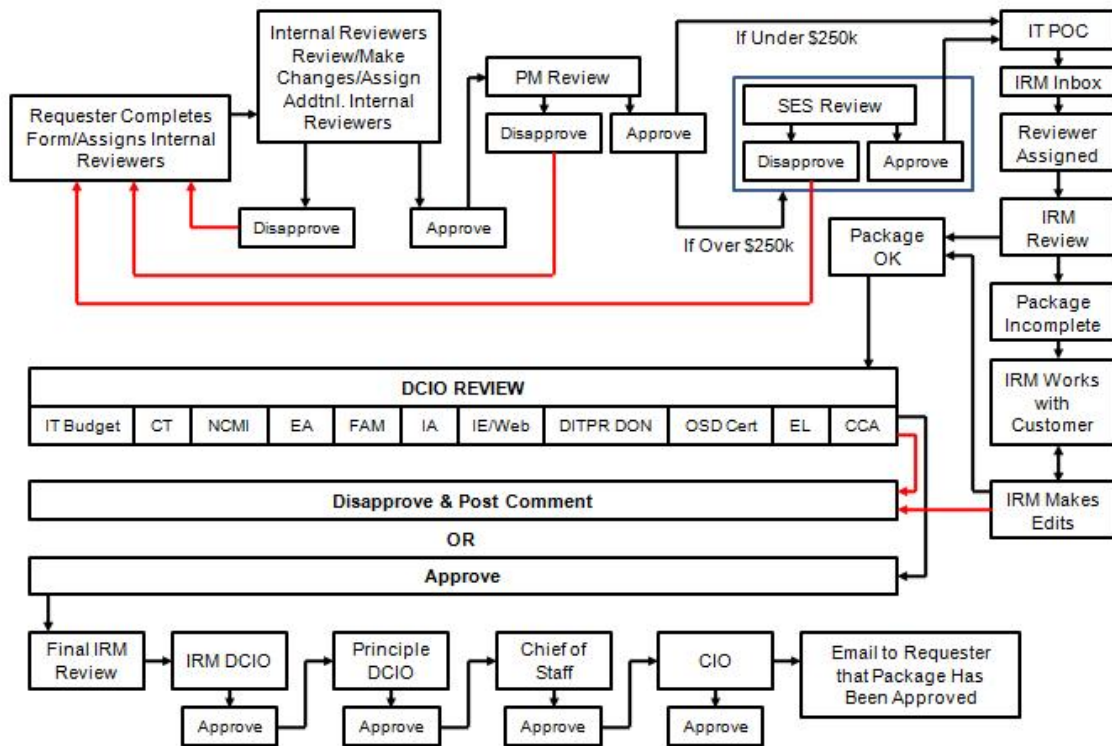 Requester Completes
Form/Assigns Internal
Reviewers
Internal Reviewers
Review/Make
Changes/Assign
Addtnl. Internal
Reviewers
Disapprove
Approve
PM Review
Disapprove
Approve
If Under $250k
If Over $250k
SES Review
Disapprove
Approve
IT POC
IRM Inbox
Reviewer
Assigned
IRM
Review
Package
OK
Package
Incomplete
IRM Works
with
Customer
IRM Makes
Edits
DCIO REVIEW
IT Budget CT NCMI EA FAM IA IE/Web DITPR DON OSD Cert EL CCA
Disapprove & Post Comment
OR
Approve
Final IRM
Review
IRM DCIO
Approve
Principle
DCIO
Approve
Chief of
Staff
Approve
CIO
Approve
Email to Requester
that Package Has
Been Approved